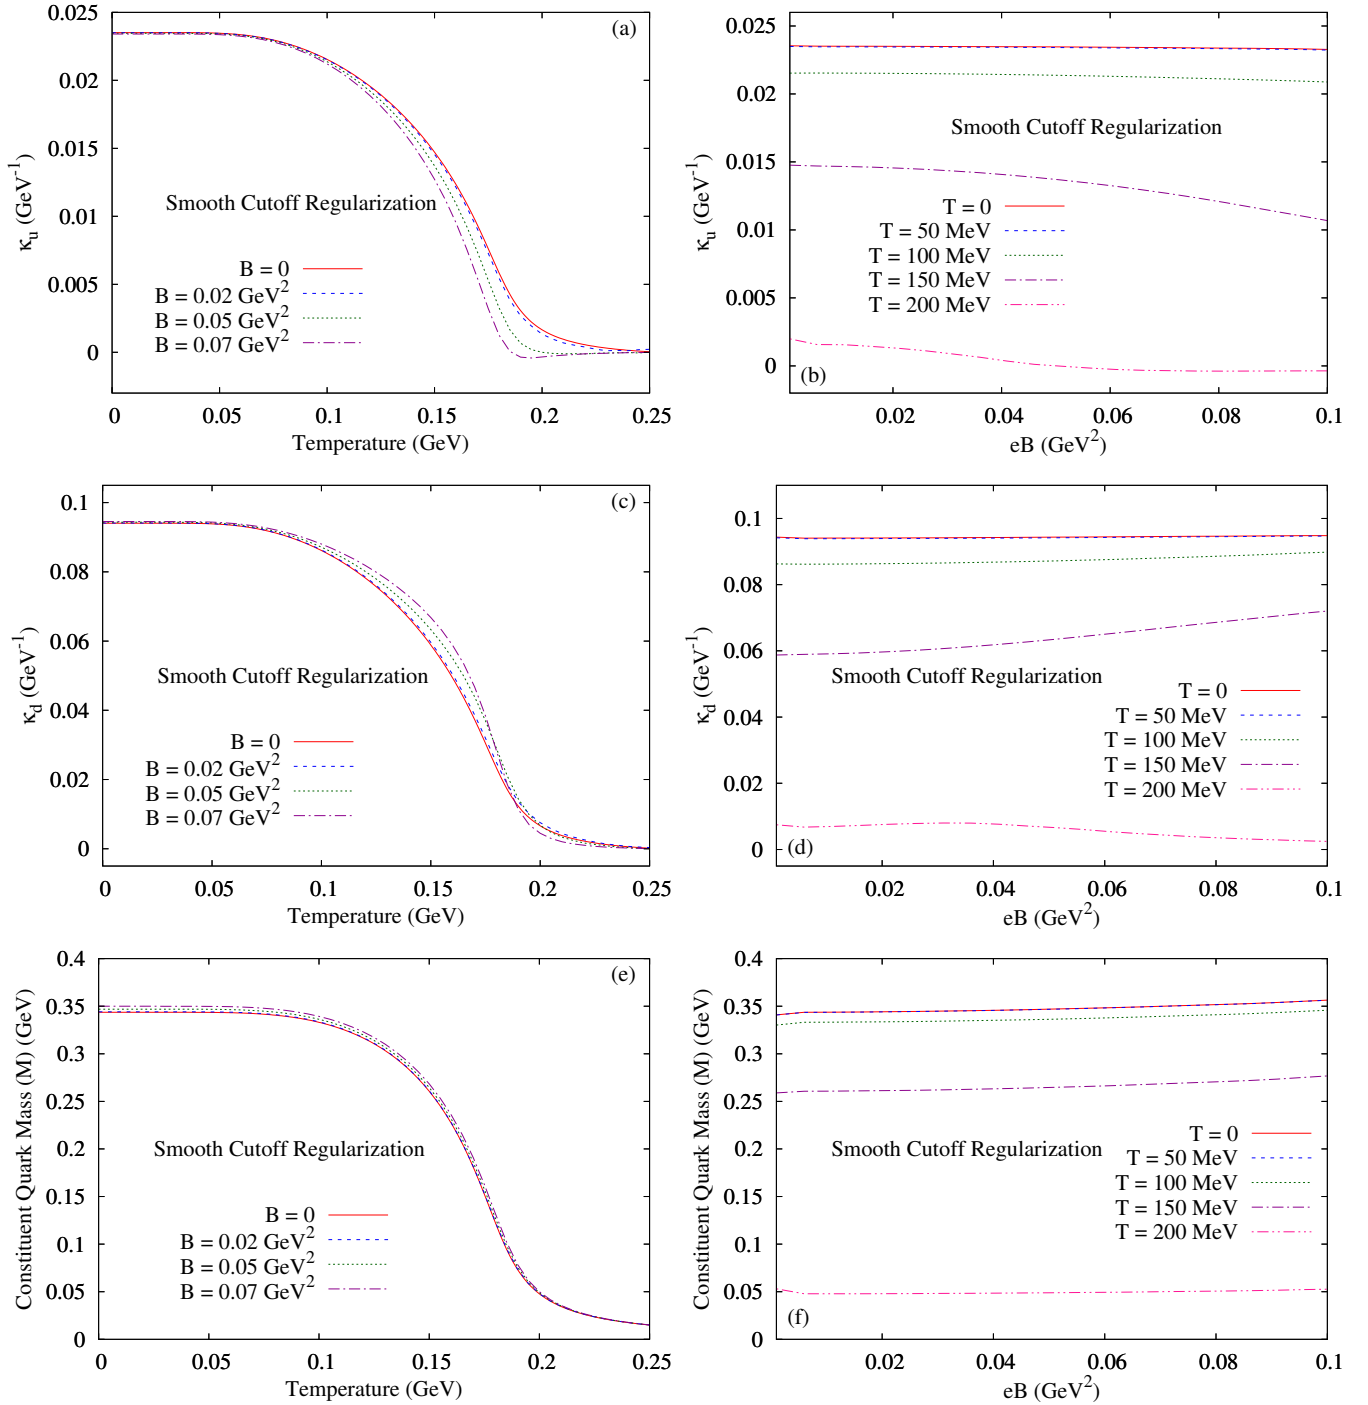 0.025
0.02
0.015
0.01
0.005
0
κu (GeV-1)
(a)
Smooth Cutoff Regularization
B = 0
B = 0.02 GeV2
B = 0.05 GeV2
B = 0.07 GeV2
0 0.05 0.1 0.15 0.2 0.25
Temperature (GeV)
0.025
0.02
0.015
0.01
0.005
0
κu (GeV-1)
Smooth Cutoff Regularization
T = 0
T = 50 MeV
T = 100 MeV
T = 150 MeV
T = 200 MeV
(b)
0.02 0.04 0.06 0.08 0.1
eB (GeV2)
0.1
0.08
0.06
0.04
0.02
0
κd (GeV-1)
(c)
Smooth Cutoff Regularization
B = 0
B = 0.02 GeV2
B = 0.05 GeV2
B = 0.07 GeV2
0 0.05 0.1 0.15 0.2 0.25
Temperature (GeV)
0.1
0.08
0.06
0.04
0.02
0
κd (GeV-1)
Smooth Cutoff Regularization
T = 0
T = 50 MeV
T = 100 MeV
T = 150 MeV
T = 200 MeV
(d)
0.02 0.04 0.06 0.08 0.1
eB (GeV2)
0.4
0.35
0.3
0.25
0.2
0.15
0.1
0.05
0
Constituent Quark Mass (M) (GeV)
(e)
Smooth Cutoff Regularization
B = 0
B = 0.02 GeV2
B = 0.05 GeV2
B = 0.07 GeV2
0 0.05 0.1 0.15 0.2 0.25
Temperature (GeV)
0.4
0.35
0.3
0.25
0.2
0.15
0.1
0.05
0
Constituent Quark Mass (M) (GeV)
Smooth Cutoff Regularization
T = 0
T = 50 MeV
T = 100 MeV
T = 150 MeV
T = 200 MeV
(f)
0.02 0.04 0.06 0.08 0.1
eB (GeV2)